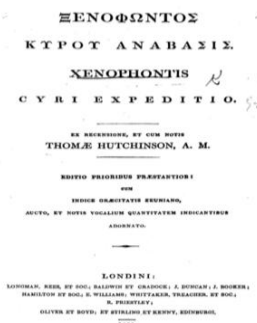 ΞΕΝΟΦΩΝΤΟΣ
ΚΥΡΟΥ ΑΝΑΒΑΣΙΣ.
XENOPHONTIS
CYRI EXPEDITIO.
EX RECENSIONE, ET CUM NOTIS
THOMÆ HUTCHINSON, A. M.
EDITIO PRIORIBUS PRÆSTANTIOR:
CUM
INDICE GRÆCITATIS ZEUNIANO,
AUCTO, ET NOTIS VOCALIUM QUANTITATEM INDICANTIBUS
ADORNATO.
LONDINI:
LONGMAN, REES, ET SOC; BALDWIN ET CRADOCK; J. DUNCAN; J. BOOKER;
HAMILTON ET SOC; E. WILLIAMS; WHITTAKER, TREACHER, ET SOC;
R. PRIESTLEY;
OLIVER ET BOYD; ET STIRLING ET KENNY, EDINBURGI.